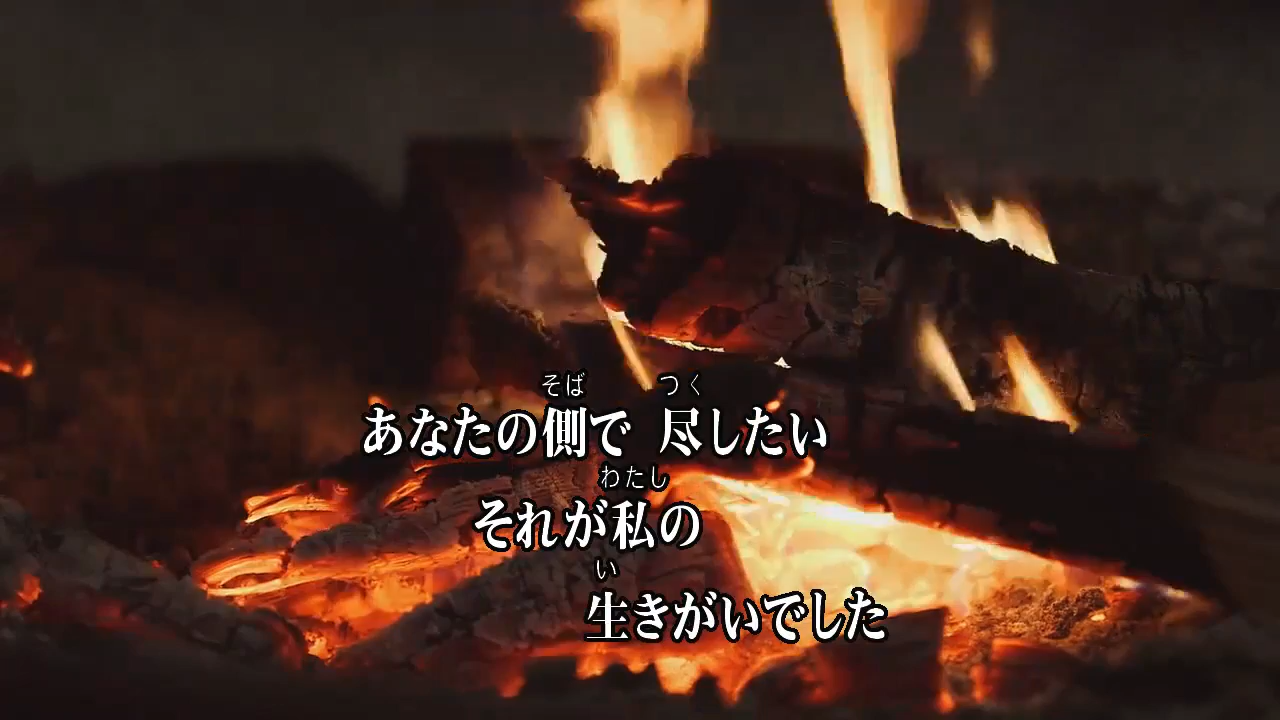 そば つく
あなたの側で 尽したい
わたし
それが私の
い
生きがいでした